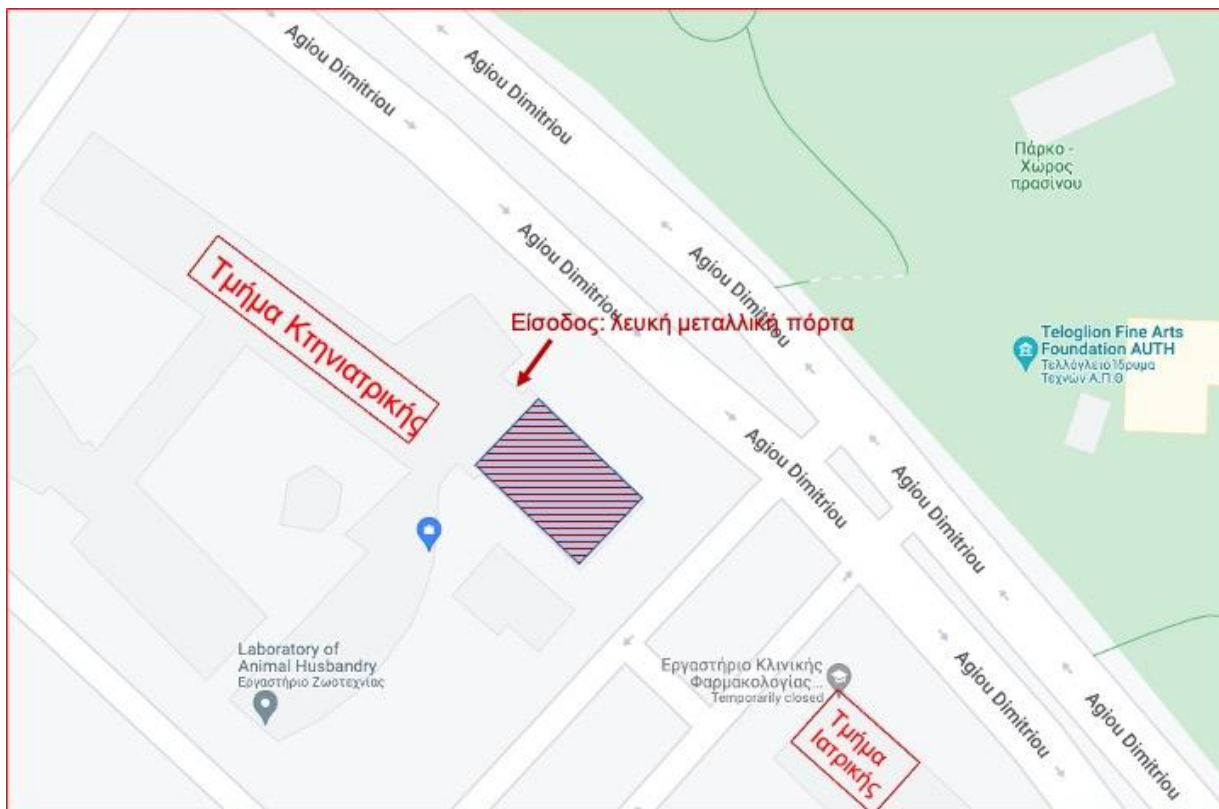 Agiou Dimitriou
Agiou Dimitriou
Πάρκο -
Χώρος
πρασίνου
Agiou Dimitriou
Agiou Dimitriou
Τμήμα Κτηνιατρικής
Είσοδος: λευκή μεταλλική πόρτα
Teloglion Fine Arts
Foundation AUTH
Τελλόγλειο Ίδρυμα
Τεχνών Α.Π.Θ
Agiou Dimitriou
Agiou Dimitriou
Laboratory of
Animal Husbandry
Εργαστήριο Ζωοτεχνίας
Εργαστήριο Κλινικής
Φαρμακολογίας...
Temporarily closed
Agiou Dimitriou
Agiou Dimitriou
Τμήμα
Ιατρικής